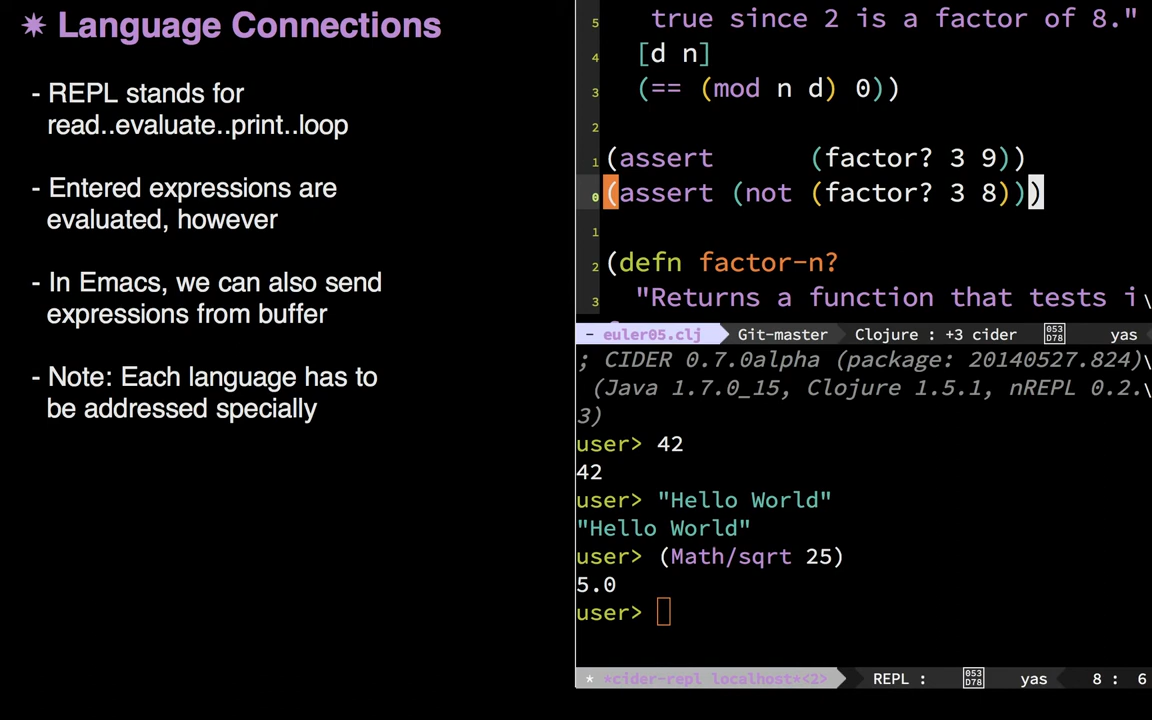 ✷ Language Connections
- REPL stands for
read..evaluate..print..loop
- Entered expressions are
evaluated, however
- In Emacs, we can also send
expressions from buffer
- Note: Each language has to
be addressed specially
5 true since 2 is a factor of 8."
4 [d n]
3 (== (mod n d) 0))
2
1 (assert (factor? 3 9))
0 (assert (not (factor? 3 8)))
1
2 (defn factor-n?
3 "Returns a function that tests i\
- euler05.clj Git-master Clojure : +3 cider 053 D78 yas
; CIDER 0.7.0alpha (package: 20140527.824)\
(Java 1.7.0_15, Clojure 1.5.1, nREPL 0.2.\
3)
user> 42
42
user> "Hello World"
"Hello World"
user> (Math/sqrt 25)
5.0
user>
* *cider-repl localhost*<2> REPL : 053 D78 yas 8 : 6